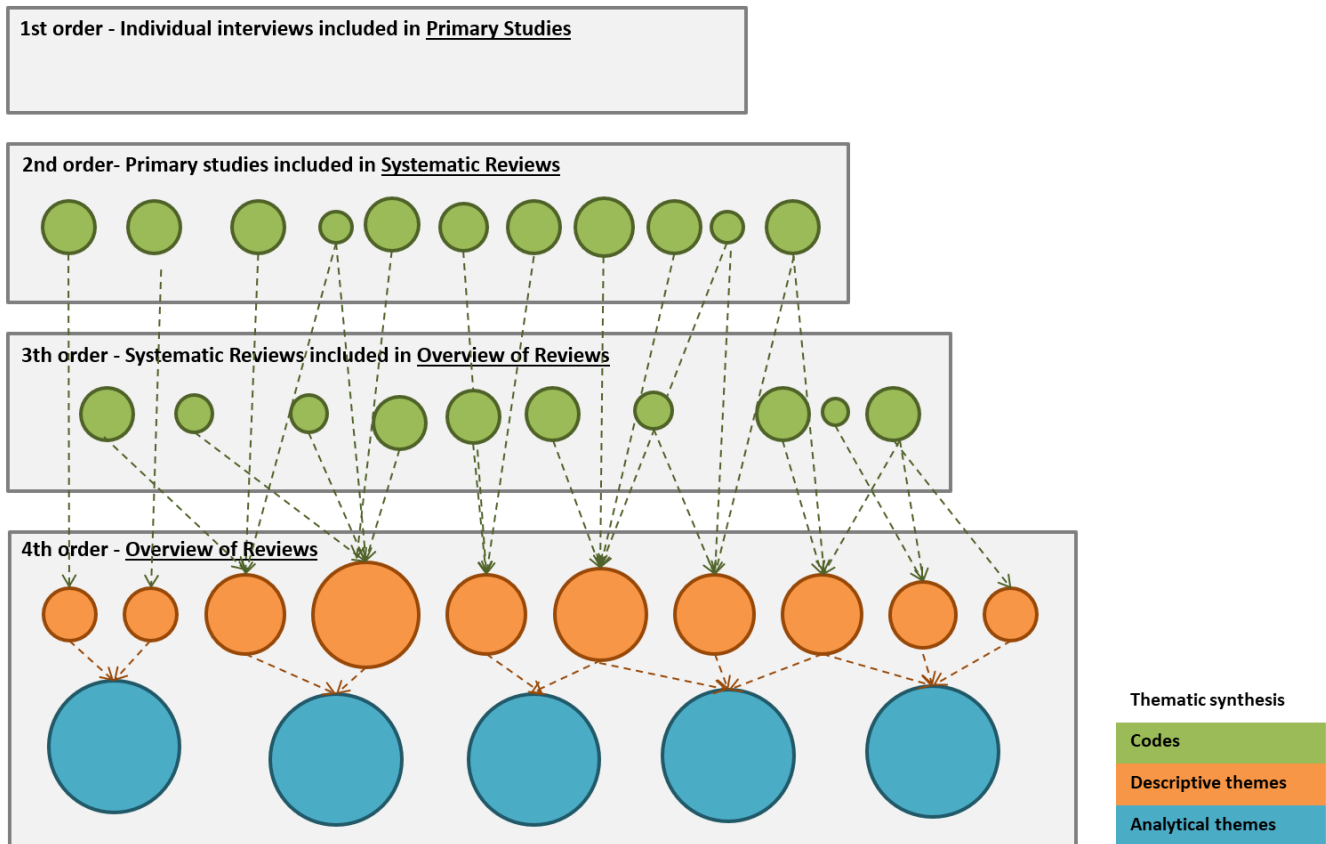 1st order - Individual interviews included in Primary Studies
2nd order- Primary studies included in Systematic Reviews
3th order - Systematic Reviews included in Overview of Reviews
4th order - Overview of Reviews
Thematic synthesis
Codes
Descriptive themes
Analytical themes